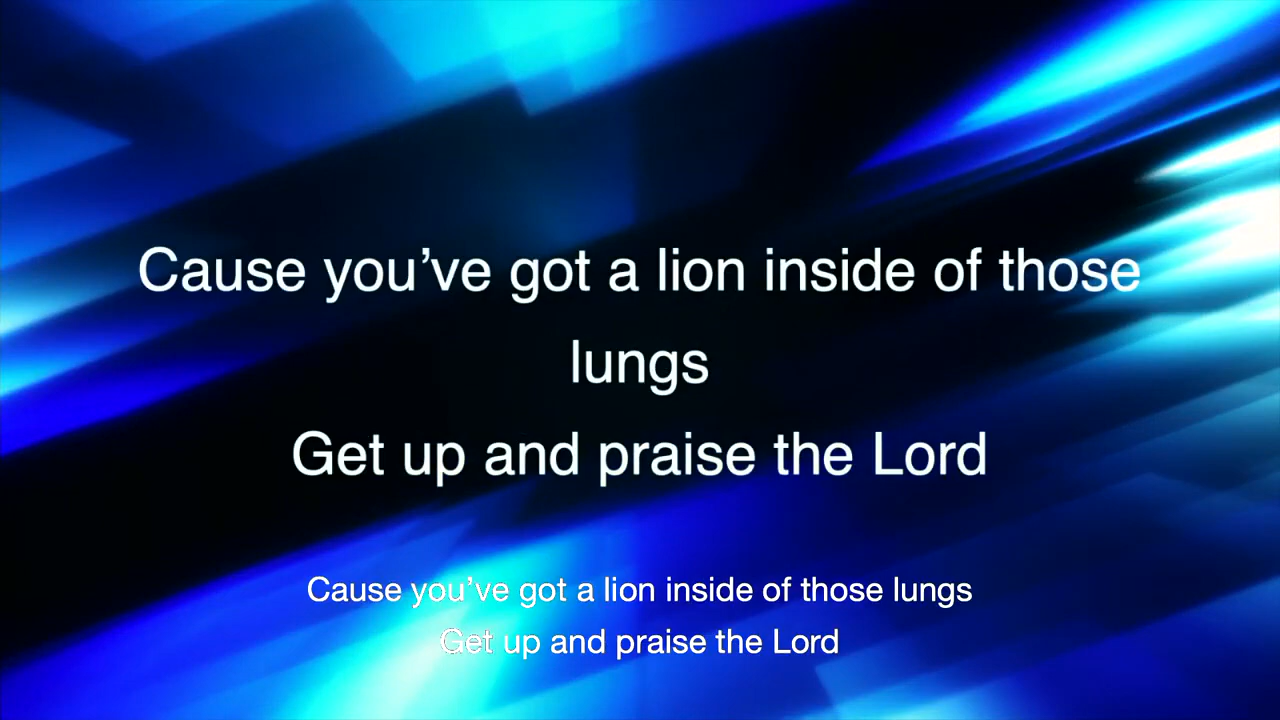 Cause you’ve got a lion inside of those
lungs
Get up and praise the Lord
Cause you’ve got a lion inside of those lungs
Get up and praise the Lord